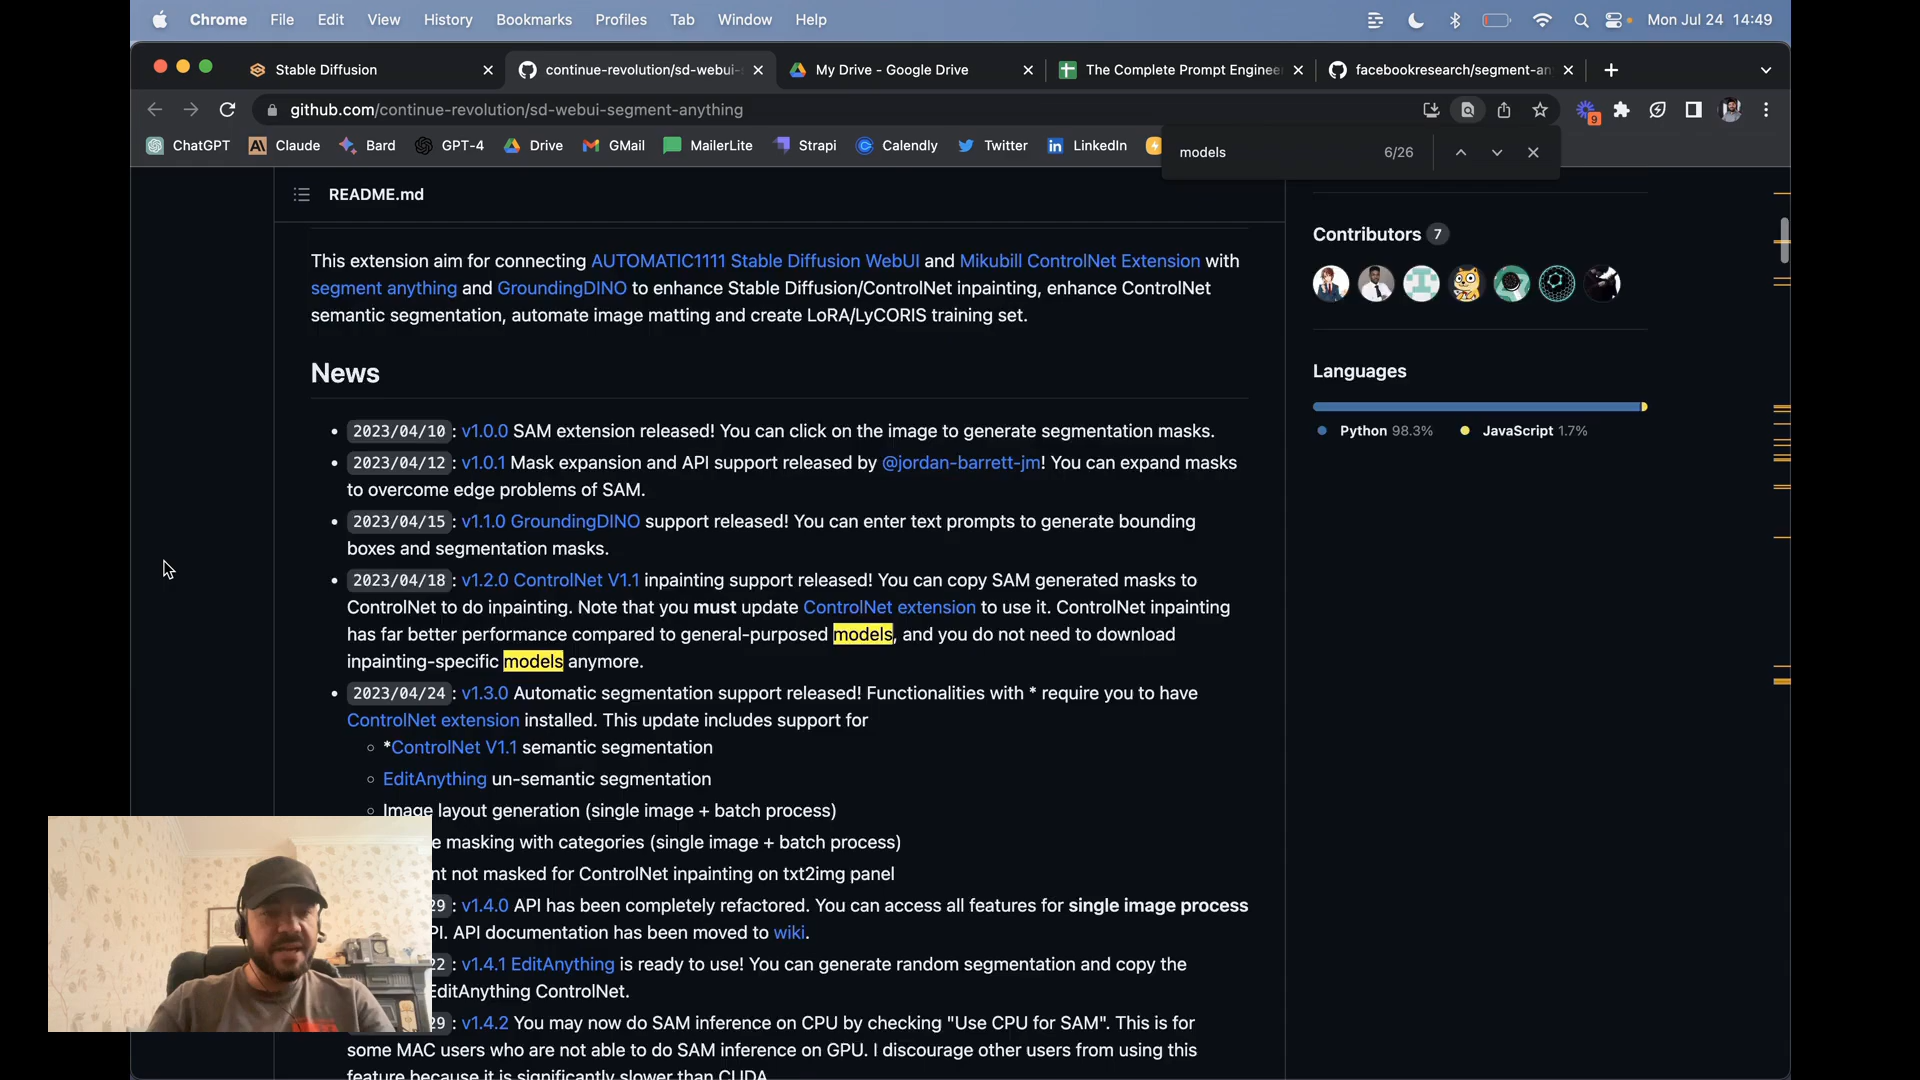 Chrome File Edit View History Bookmarks Profiles Tab Window Help
Mon Jul 24 14:49
Stable Diffusion
continue-revolution/sd-webui-
My Drive - Google Drive
The Complete Prompt Enginee
facebookresearch/segment-an
github.com/continue-revolution/sd-webui-segment-anything
9
ChatGPT Claude Bard GPT-4 Drive GMail MailerLite Strapi Calendly Twitter LinkedIn
models 6/26
README.md
This extension aim for connecting AUTOMATIC1111 Stable Diffusion WebUI and Mikubill ControlNet Extension with
segment anything and GroundingDINO to enhance Stable Diffusion/ControlNet inpainting, enhance ControlNet
semantic segmentation, automate image matting and create LoRA/LyCORIS training set.
News
2023/04/10: v1.0.0 SAM extension released! You can click on the image to generate segmentation masks.
2023/04/12: v1.0.1 Mask expansion and API support released by @jordan-barrett-jm! You can expand masks
to overcome edge problems of SAM.
2023/04/15: v1.1.0 GroundingDINO support released! You can enter text prompts to generate bounding
boxes and segmentation masks.
2023/04/18: v1.2.0 ControlNet V1.1 inpainting support released! You can copy SAM generated masks to
ControlNet to do inpainting. Note that you must update ControlNet extension to use it. ControlNet inpainting
has far better performance compared to general-purposed models, and you do not need to download
inpainting-specific models anymore.
2023/04/24: v1.3.0 Automatic segmentation support released! Functionalities with * require you to have
ControlNet extension installed. This update includes support for
*ControlNet V1.1 semantic segmentation
EditAnything un-semantic segmentation
Image layout generation (single image + batch process)
e masking with categories (single image + batch process)
nt not masked for ControlNet inpainting on txt2img panel
29: v1.4.0 API has been completely refactored. You can access all features for single image process
PI. API documentation has been moved to wiki.
22: v1.4.1 EditAnything is ready to use! You can generate random segmentation and copy the
EditAnything ControlNet.
29: v1.4.2 You may now do SAM inference on CPU by checking "Use CPU for SAM". This is for
some MAC users who are not able to do SAM inference on GPU. I discourage other users from using this
feature because it is significantly slower than CUDA.
Contributors 7
Languages
Python 98.3% JavaScript 1.7%